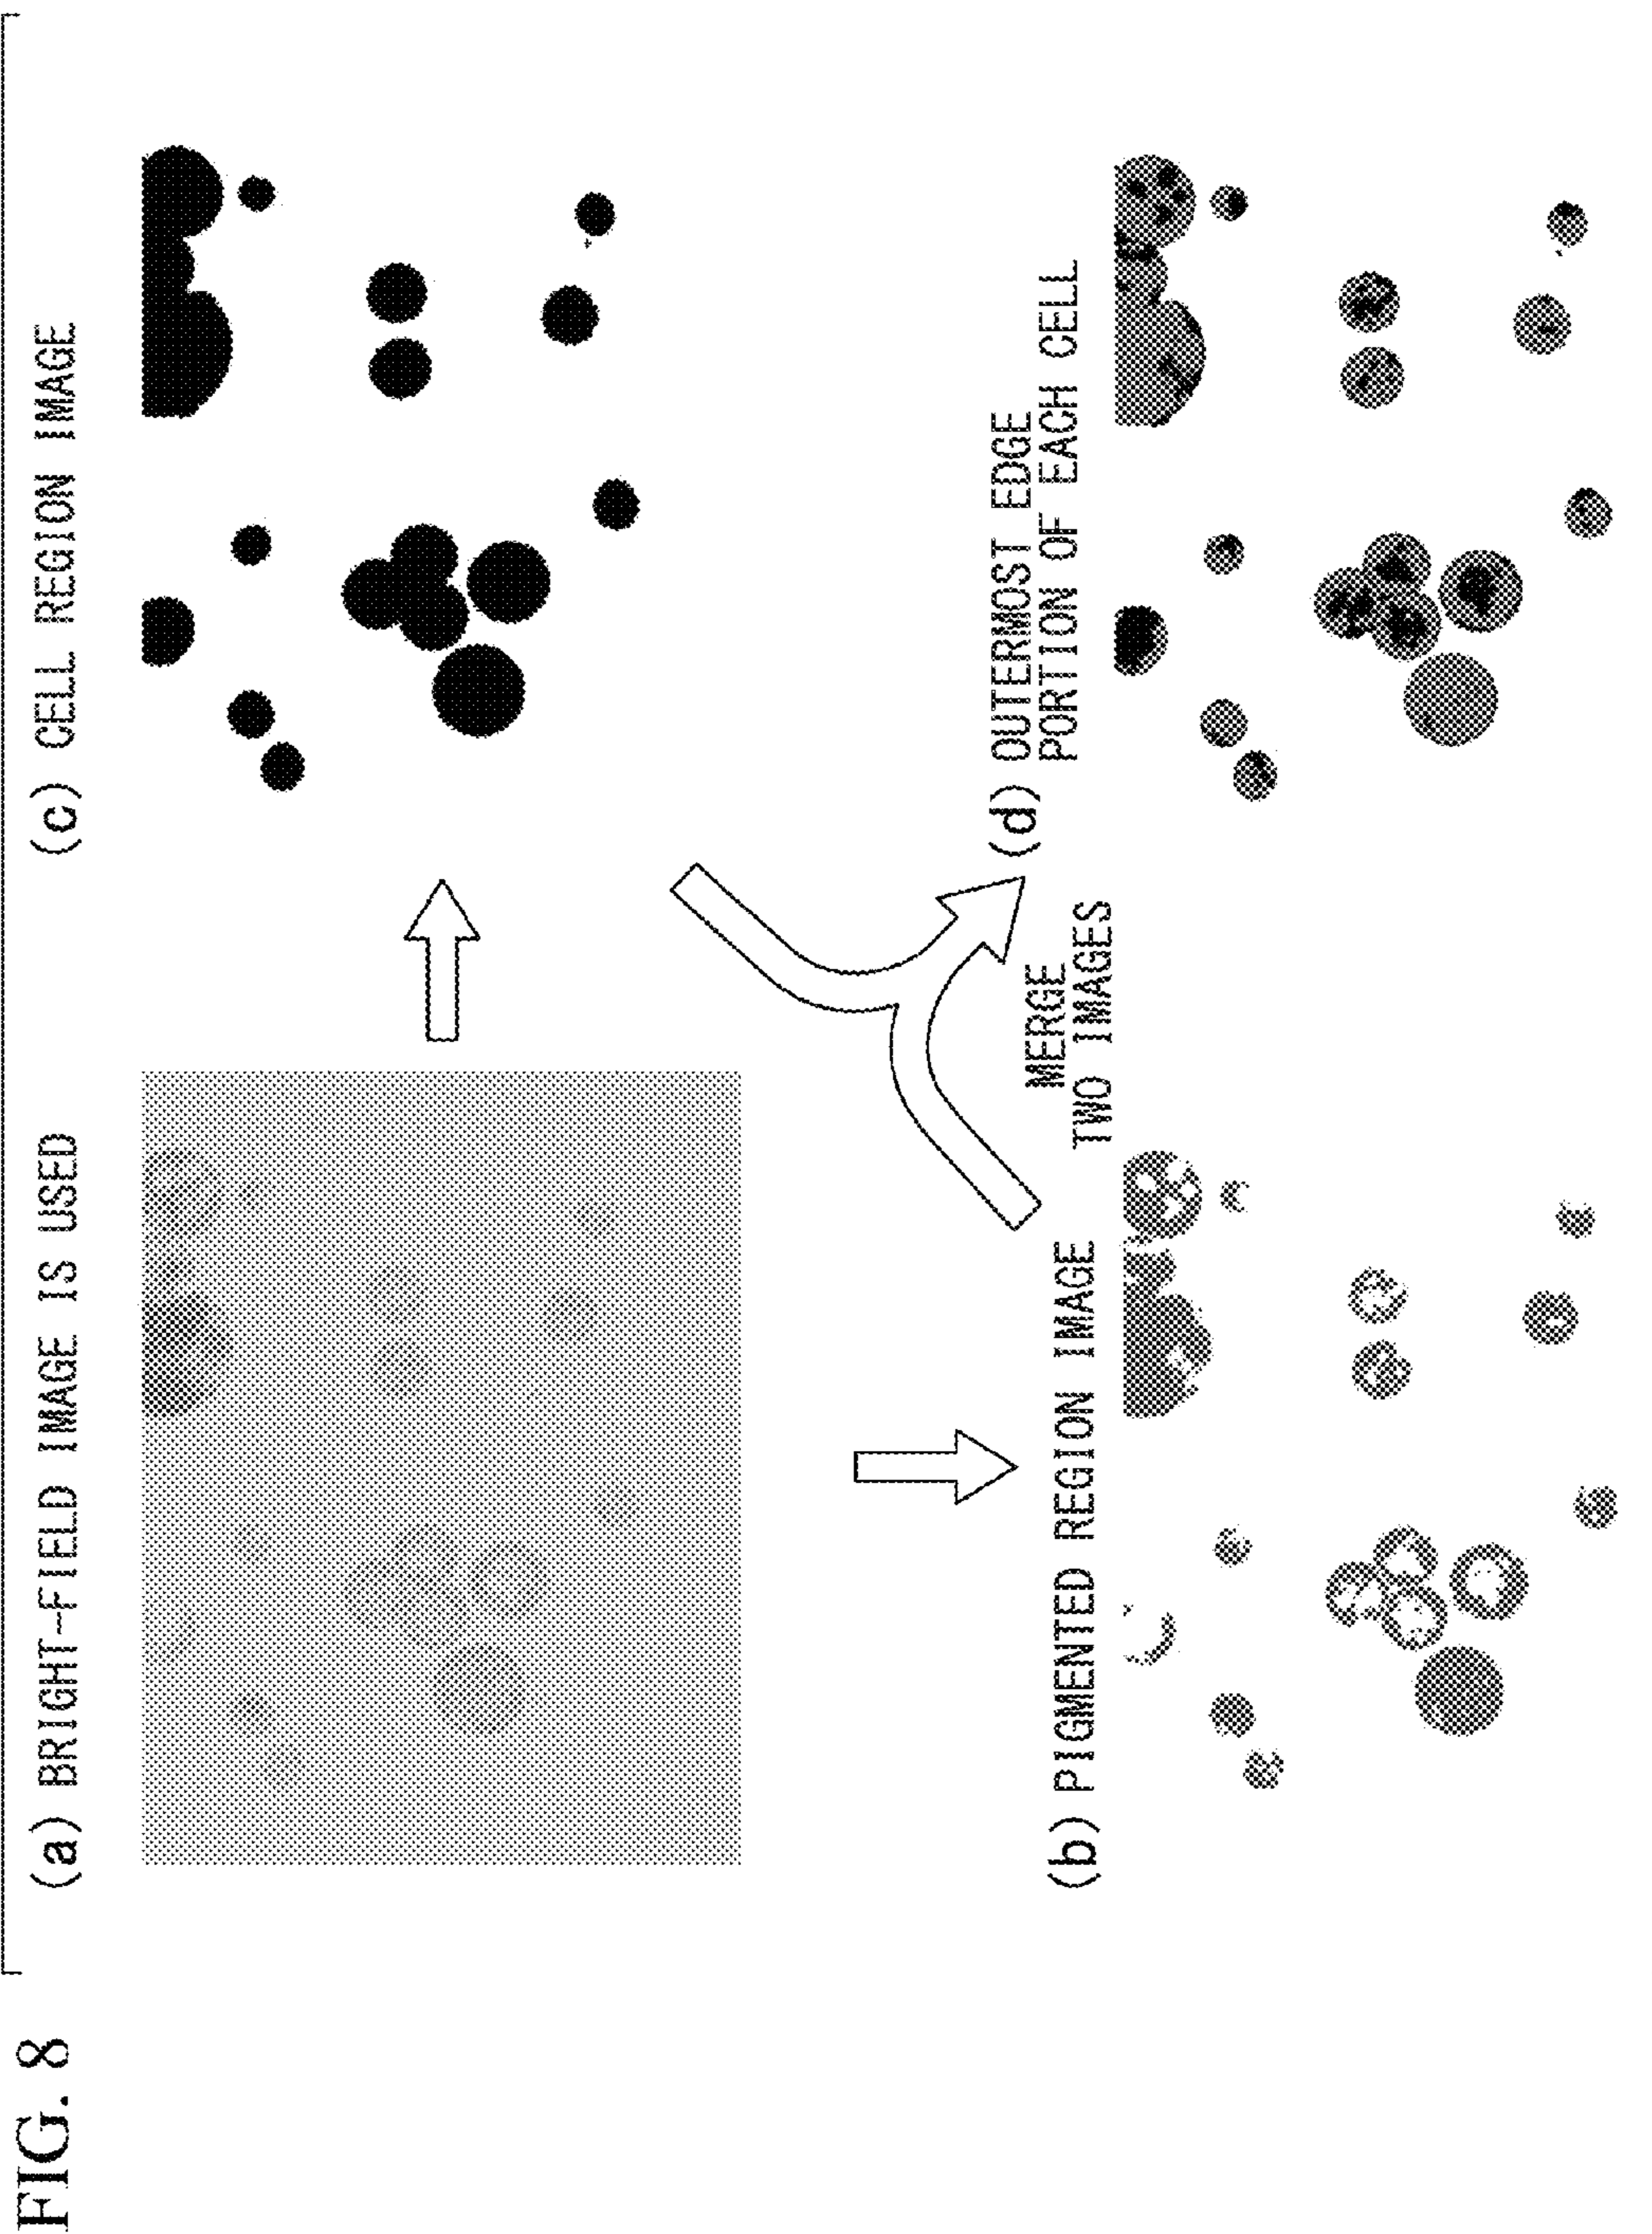 FIG. 8
(a) BRIGHT-FIELD IMAGE IS USED
(c) CELL REGION IMAGE
MERGE
TWO IMAGES
(b) PIGMENTED REGION IMAGE
(d) OUTERMOST EDGE
PORTION OF EACH CELL